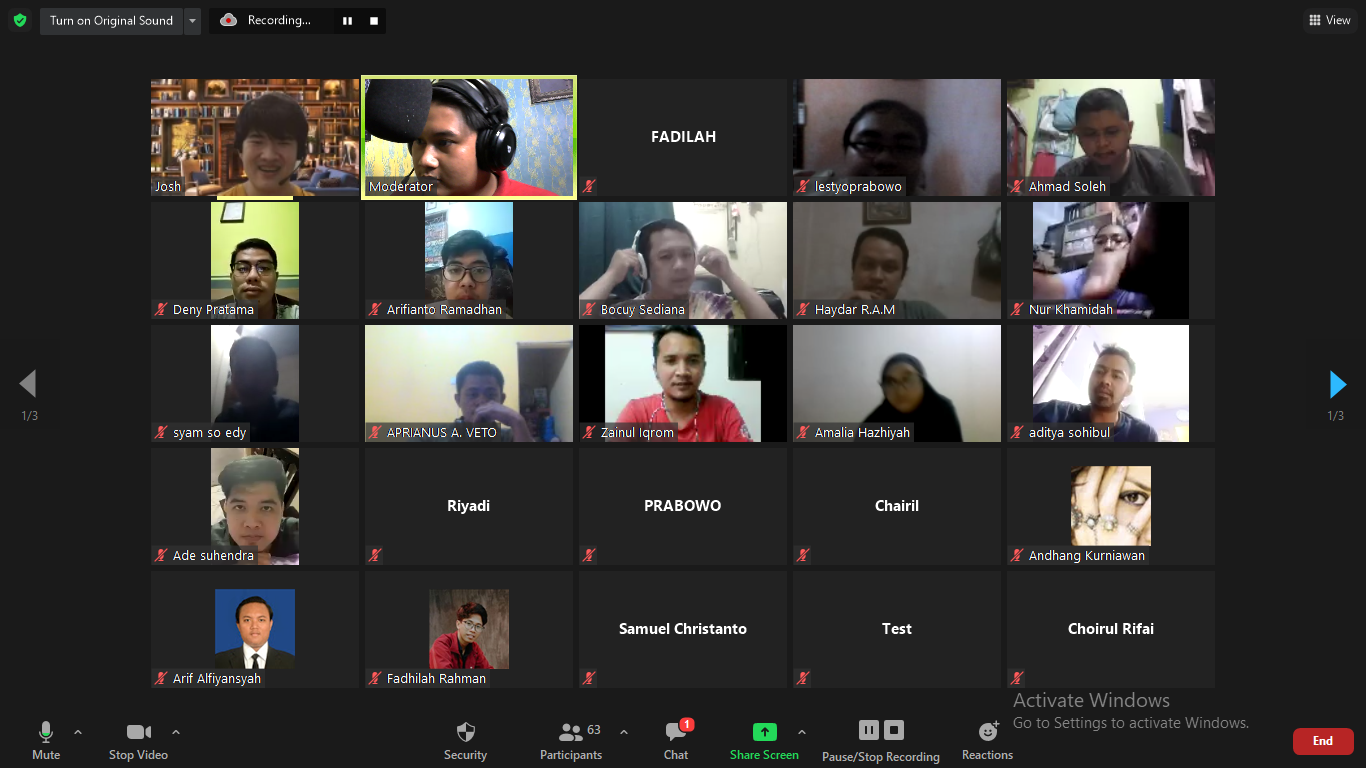 Turn on Original Sound
Recording...
View
Josh
Moderator
FADILAH
lestyoprabowo
Ahmad Soleh
Deny Pratama
Arifianto Ramadhan
Bocuy Sediana
Haydar R.A.M
Nur Khamidah
syam so edy
APRIANUS A. VETO
Zainul Iqrom
Amalia Hazhiyah
aditya sohibul
1/3
1/3
Ade suhendra
Riyadi
PRABOWO
Chairil
Andhang Kurniawan
Arif Alfiyansyah
Fadhilah Rahman
Samuel Christanto
Test
Choirul Rifai
Activate Windows
Go to Settings to activate Windows.
Mute
Stop Video
Security
63
Participants
1
Chat
Share Screen
Pause/Stop Recording
Reactions
End